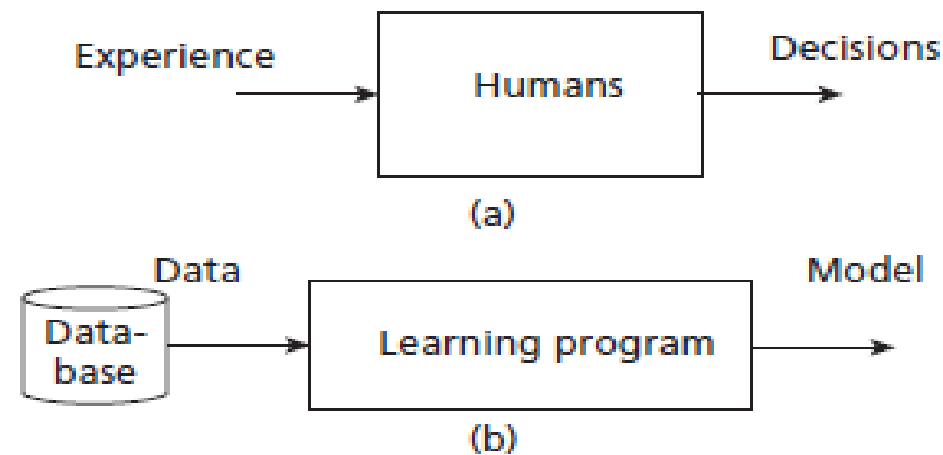 Experience
Humans
Decisions
(a)
Data
Model
Data-
base
Learning program
(b)